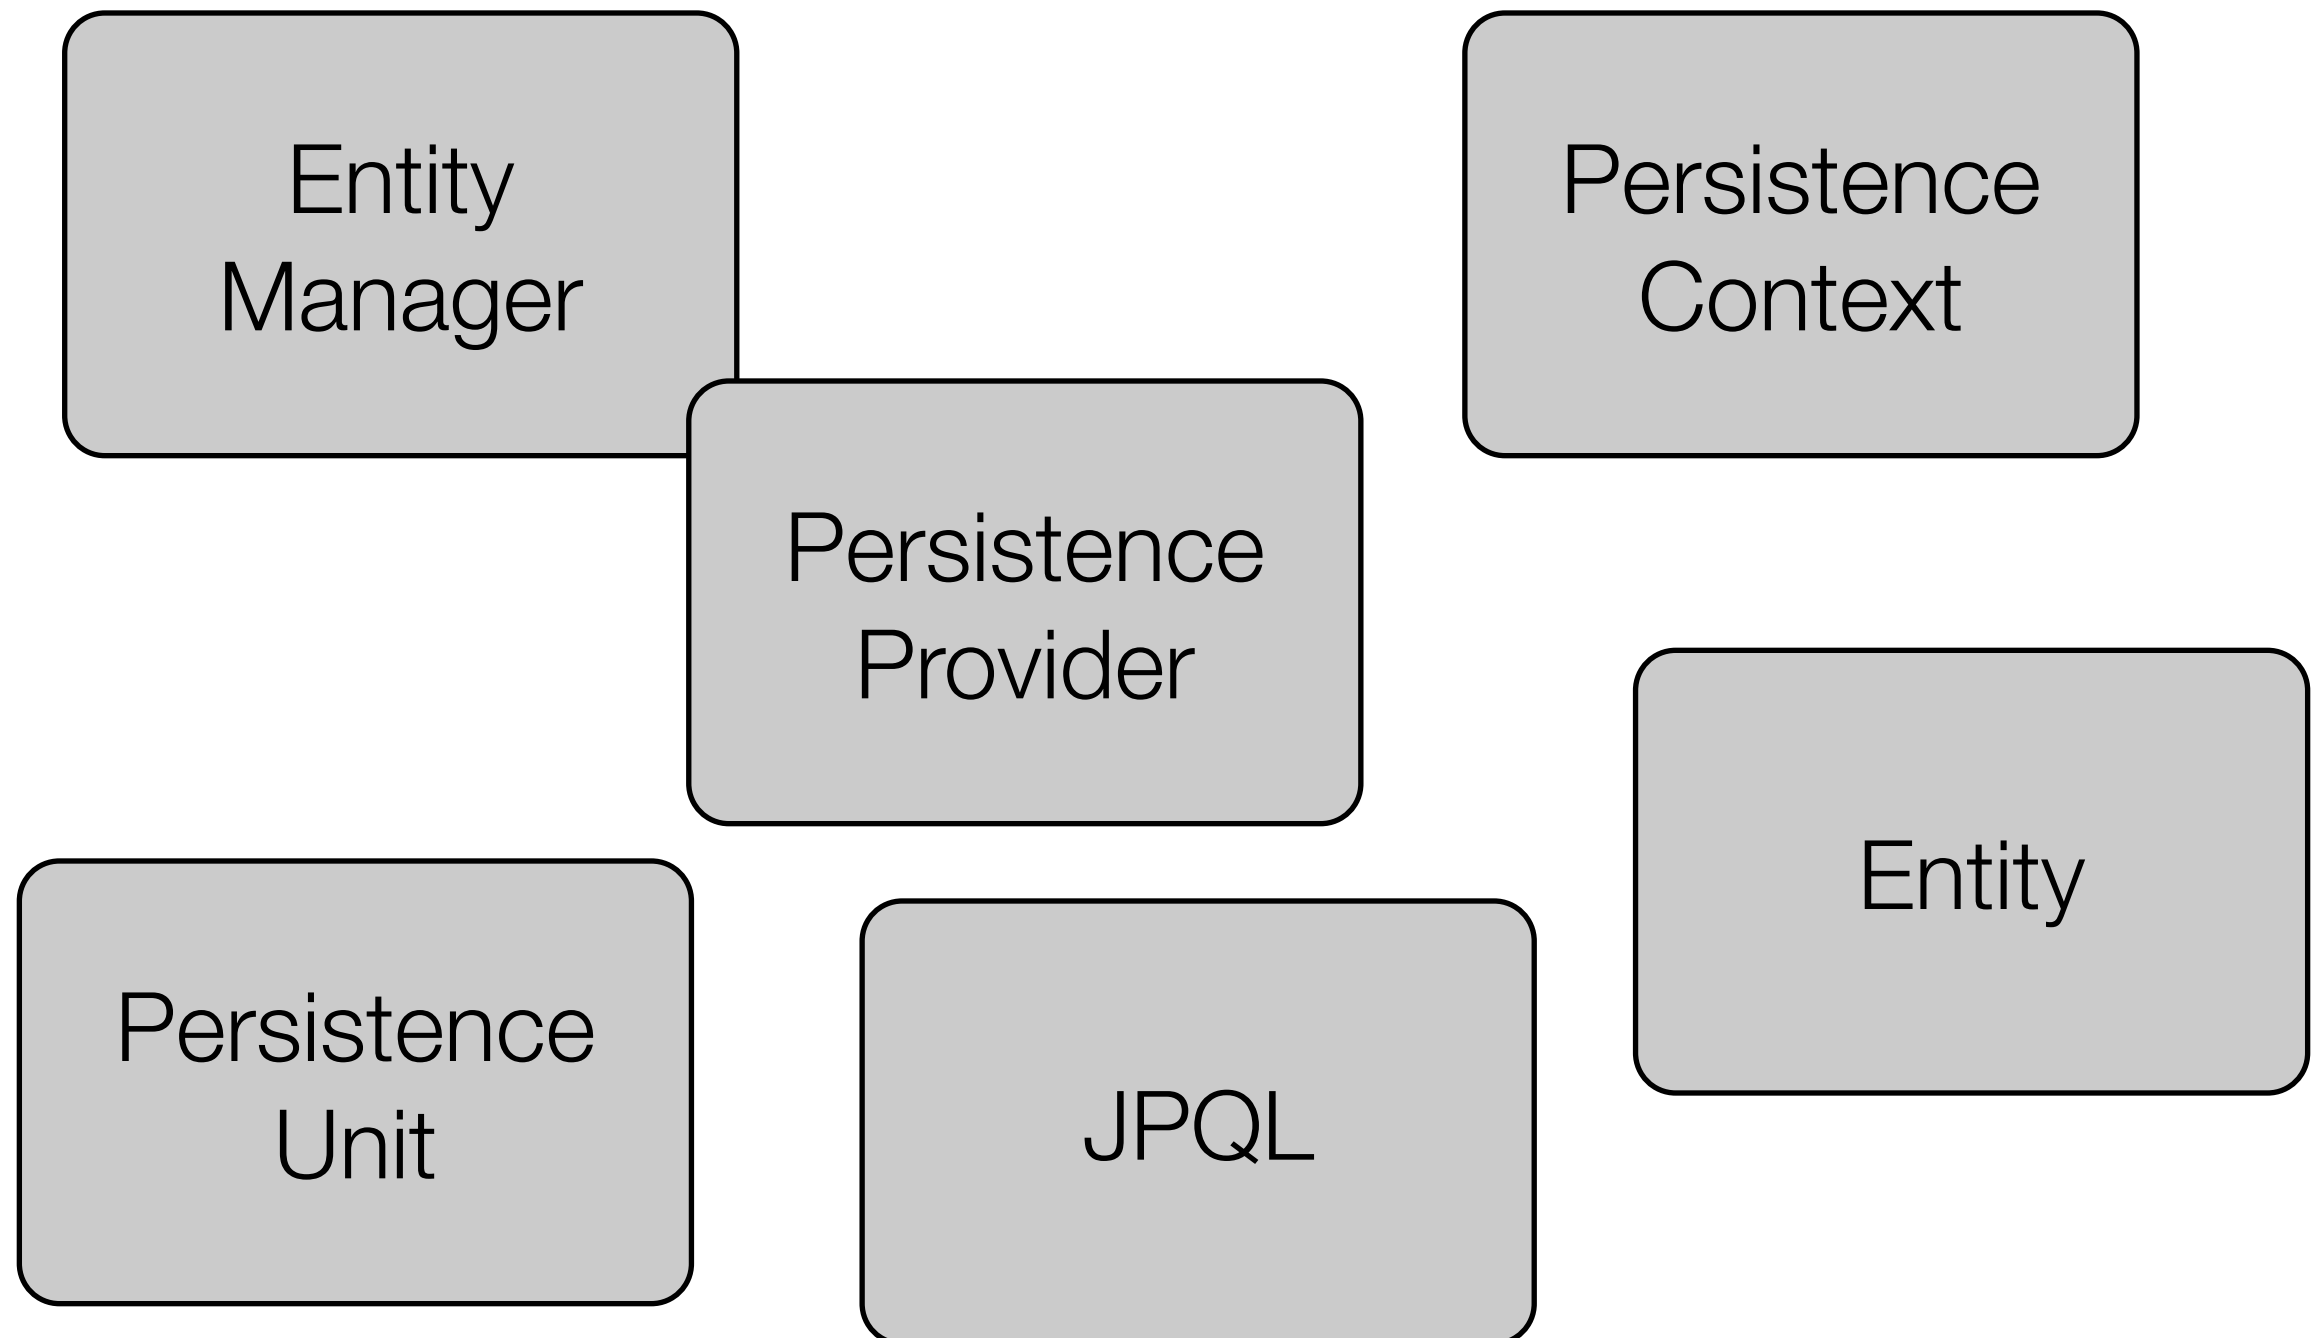 Entity
Manager
Persistence
Context
Persistence
Provider
Entity
Persistence
Unit
JPQL